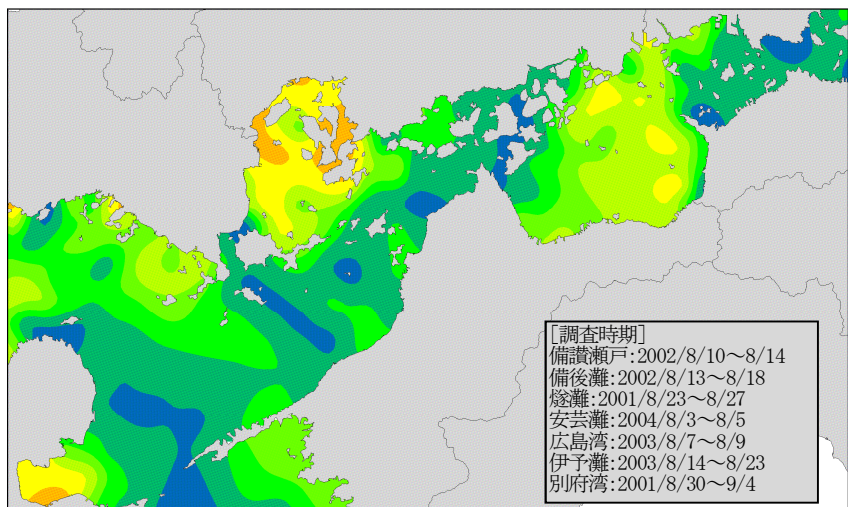 [調査時期]
備讃瀬戸:2002/8/10～8/14
備後灘:2002/8/13～8/18
燧灘:2001/8/23～8/27
安芸灘:2004/8/3～8/5
広島湾:2003/8/7～8/9
伊予灘:2003/8/14～8/23
別府湾:2001/8/30～9/4